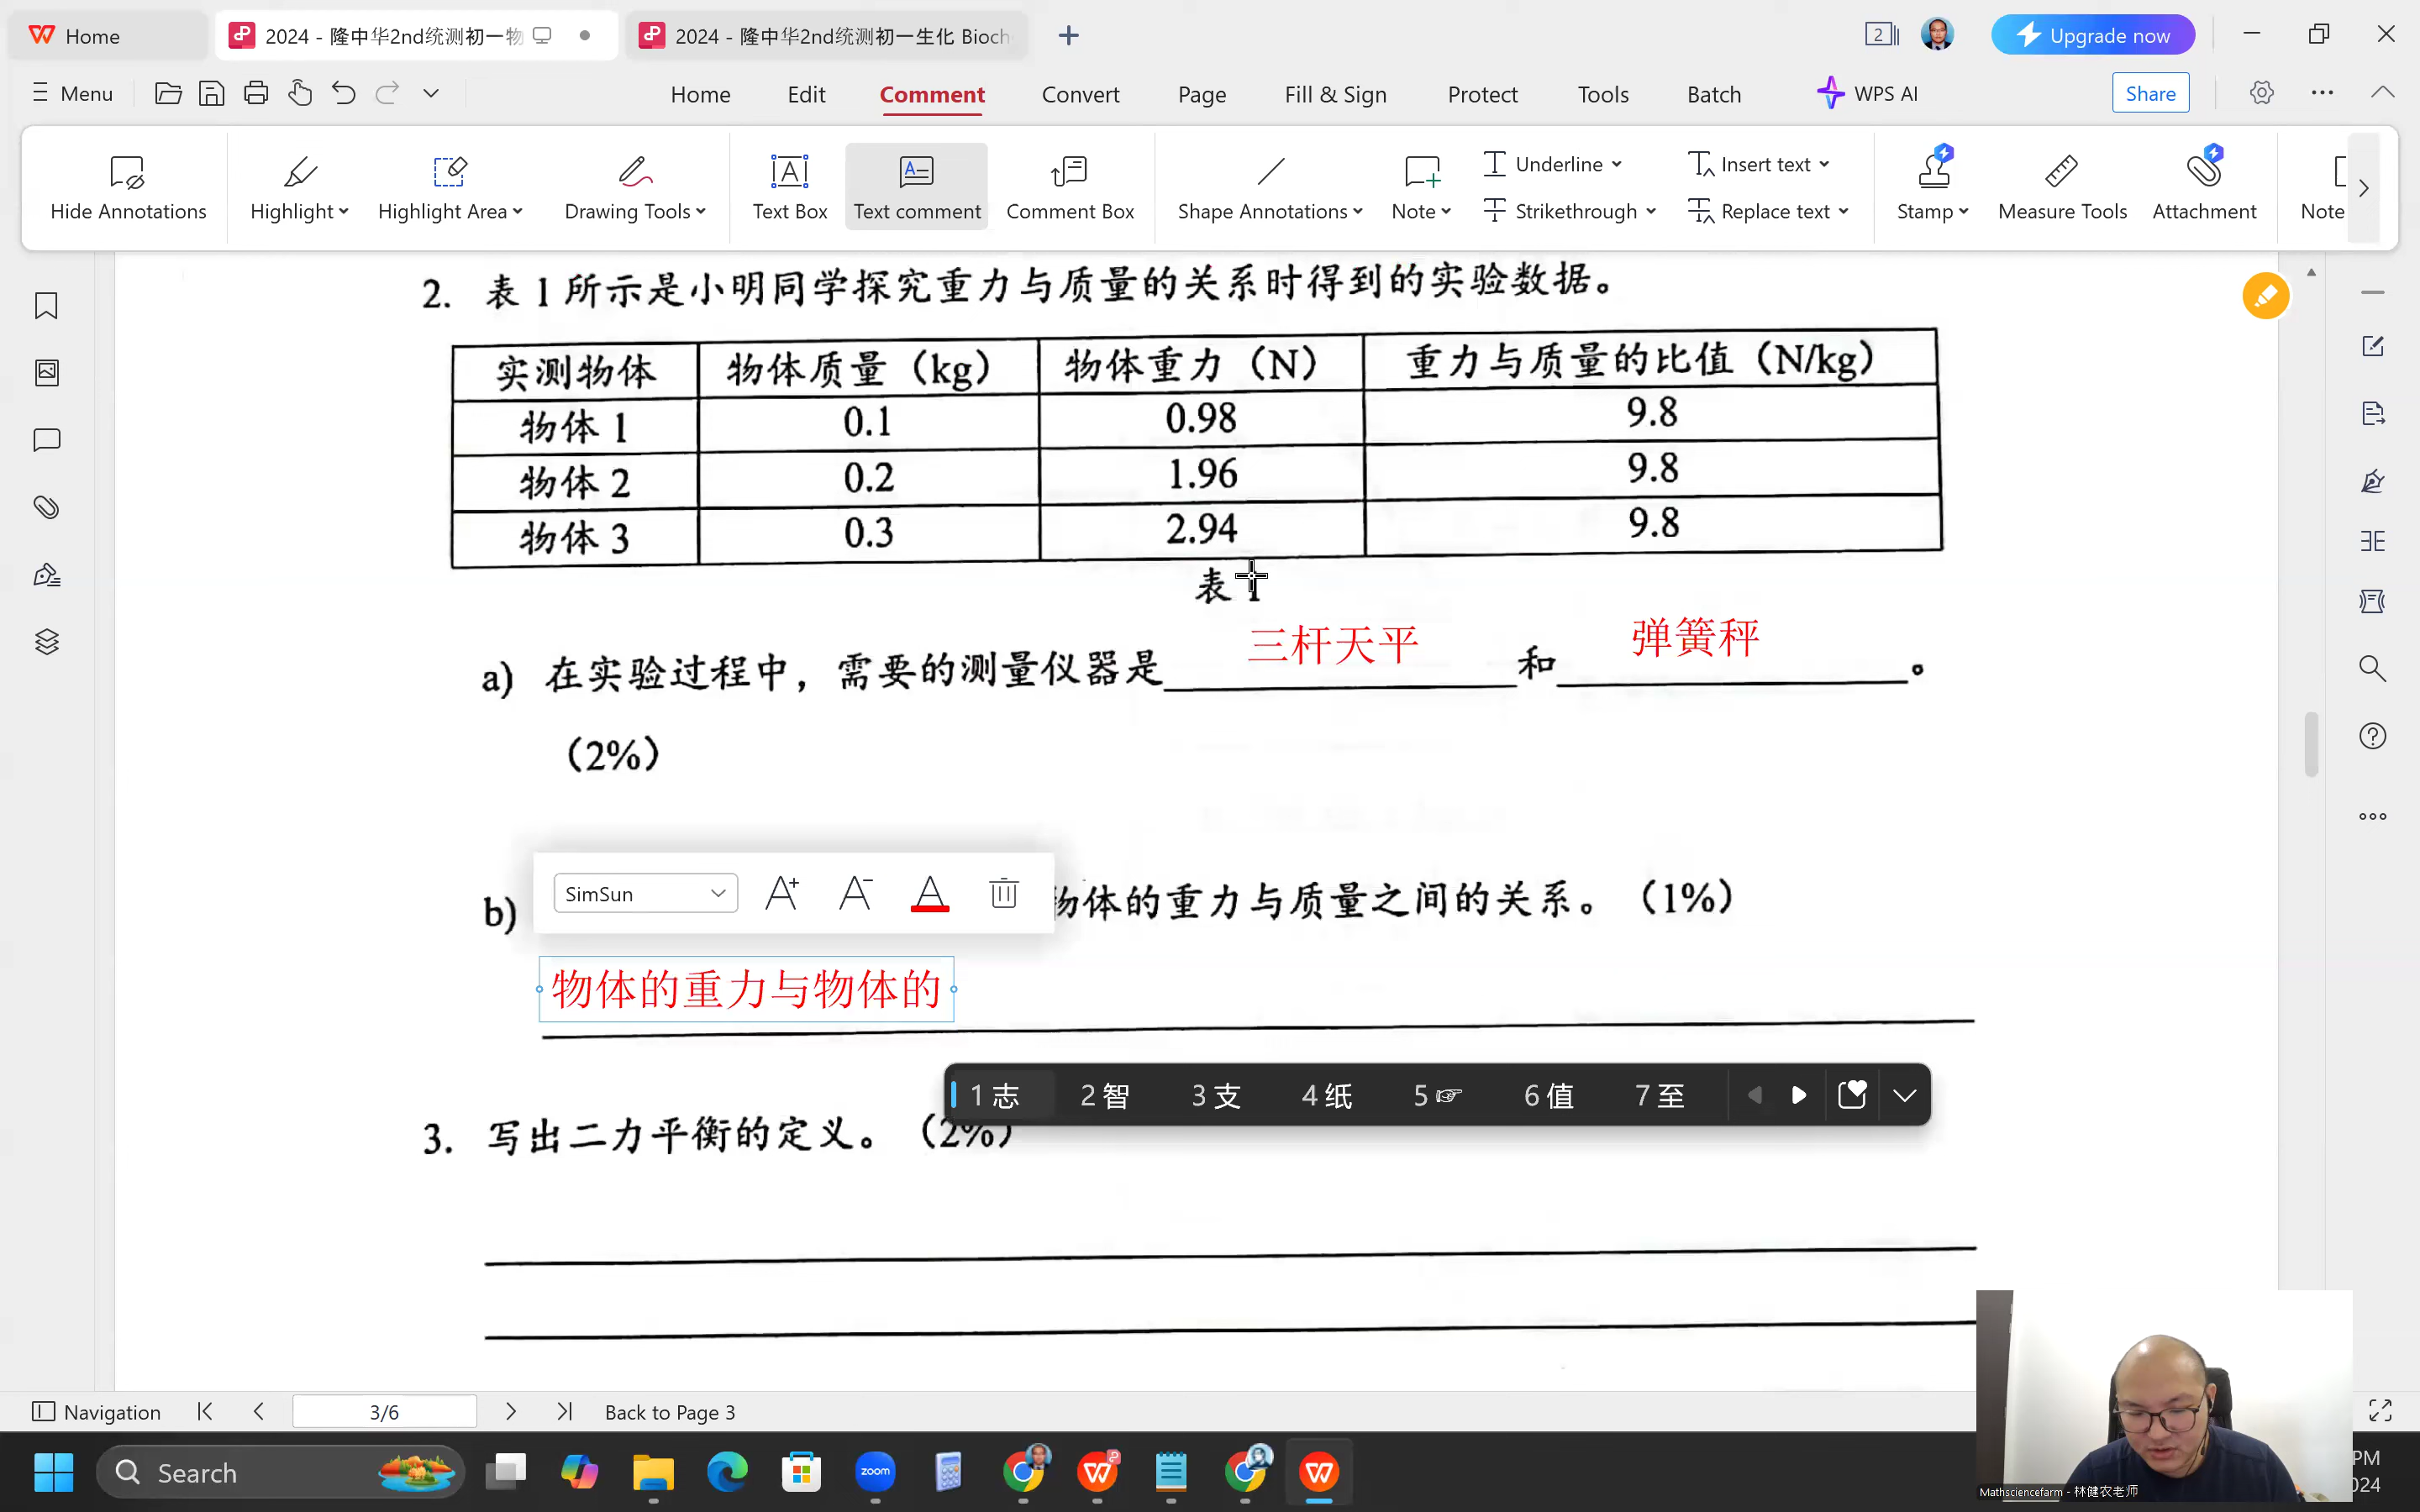 Home
2024 - 隆中华2nd统测初一物
2024 - 隆中华2nd统测初一生化 Bioch
2
Upgrade now
Menu
Home Edit Comment Convert Page Fill & Sign Protect Tools Batch WPS AI
Share
Hide Annotations
Highlight
Highlight Area
Drawing Tools
Text Box
Text comment
Comment Box
Shape Annotations
Note
Underline
Strikethrough
Insert text
Replace text
Stamp
Measure Tools
Attachment
Note
2. 表 1 所示是小明同学探究重力与质量的关系时得到的实验数据。
实测物体 物体质量（kg） 物体重力（N） 重力与质量的比值（N/kg）
物体 1 0.1 0.98 9.8
物体 2 0.2 1.96 9.8
物体 3 0.3 2.94 9.8
表 1
三杆天平 弹簧秤
a) 在实验过程中，需要的测量仪器是 和 。
（2%）
SimSun
b) 物体的重力与质量之间的关系。（1%）
物体的重力与物体的
1 志 2 智 3 支 4 纸 5 ☞ 6 值 7 至
3. 写出二力平衡的定义。（2%）
Navigation
3/6
Back to Page 3
Search
zoom
PM
024
Mathsciencefarm - 林健农老师